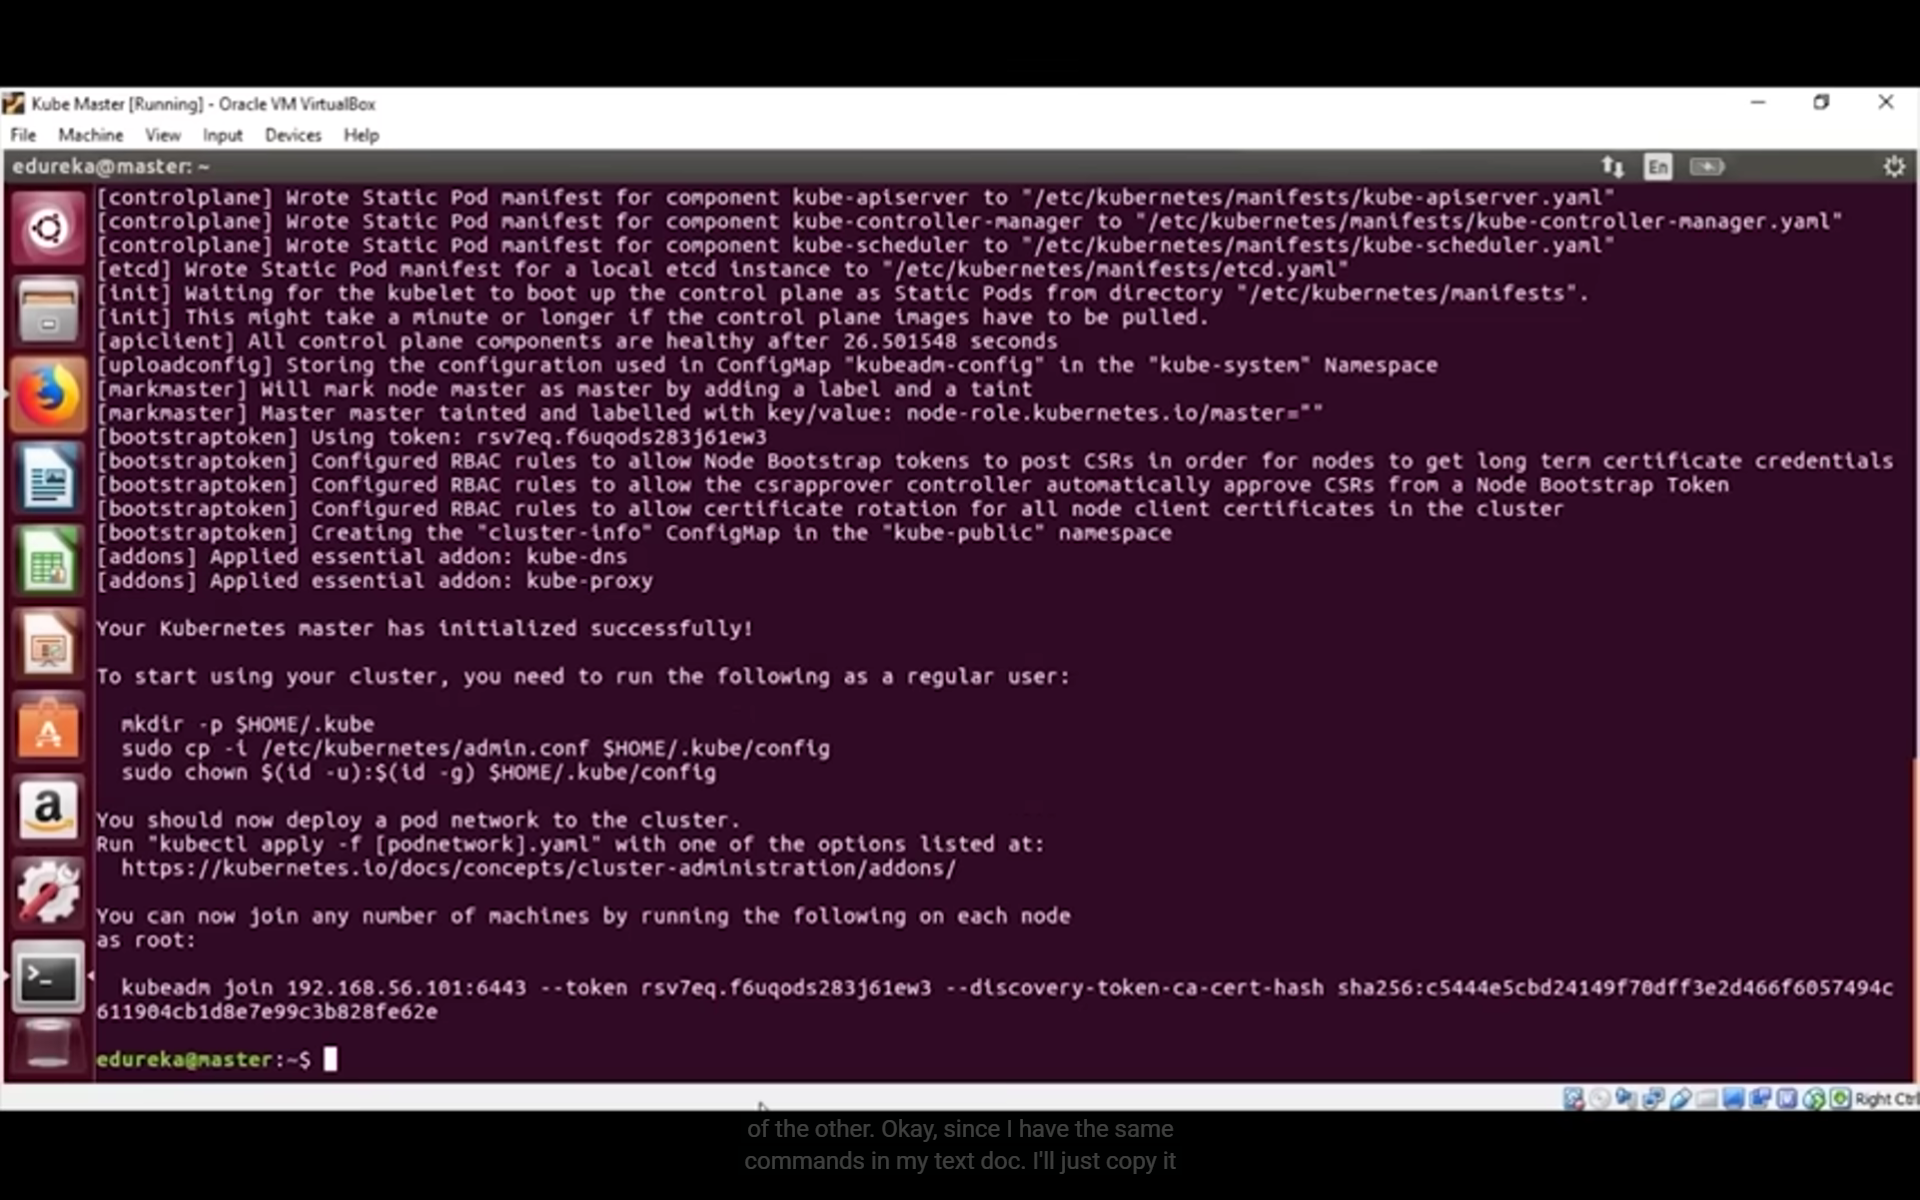 Kube Master [Running] - Oracle VM VirtualBox
File Machine View Input Devices Help
edureka@master: ~
En
[controlplane] Wrote Static Pod manifest for component kube-apiserver to "/etc/kubernetes/manifests/kube-apiserver.yaml"
[controlplane] Wrote Static Pod manifest for component kube-controller-manager to "/etc/kubernetes/manifests/kube-controller-manager.yaml"
[controlplane] Wrote Static Pod manifest for component kube-scheduler to "/etc/kubernetes/manifests/kube-scheduler.yaml"
[etcd] Wrote Static Pod manifest for a local etcd instance to "/etc/kubernetes/manifests/etcd.yaml"
[init] Waiting for the kubelet to boot up the control plane as Static Pods from directory "/etc/kubernetes/manifests".
[init] This might take a minute or longer if the control plane images have to be pulled.
[apiclient] All control plane components are healthy after 26.501548 seconds
[uploadconfig] Storing the configuration used in ConfigMap "kubeadm-config" in the "kube-system" Namespace
[markmaster] Will mark node master as master by adding a label and a taint
[markmaster] Master master tainted and labelled with key/value: node-role.kubernetes.io/master=""
[bootstraptoken] Using token: rsv7eq.f6uqods283j61ew3
[bootstraptoken] Configured RBAC rules to allow Node Bootstrap tokens to post CSRs in order for nodes to get long term certificate credentials
[bootstraptoken] Configured RBAC rules to allow the csrapprover controller automatically approve CSRs from a Node Bootstrap Token
[bootstraptoken] Configured RBAC rules to allow certificate rotation for all node client certificates in the cluster
[bootstraptoken] Creating the "cluster-info" ConfigMap in the "kube-public" namespace
[addons] Applied essential addon: kube-dns
[addons] Applied essential addon: kube-proxy
Your Kubernetes master has initialized successfully!
To start using your cluster, you need to run the following as a regular user:
mkdir -p $HOME/.kube
sudo cp -i /etc/kubernetes/admin.conf $HOME/.kube/config
sudo chown $(id -u):$(id -g) $HOME/.kube/config
You should now deploy a pod network to the cluster.
Run "kubectl apply -f [podnetwork].yaml" with one of the options listed at:
https://kubernetes.io/docs/concepts/cluster-administration/addons/
You can now join any number of machines by running the following on each node
as root:
kubeadm join 192.168.56.101:6443 --token rsv7eq.f6uqods283j61ew3 --discovery-token-ca-cert-hash sha256:c5444e5cbd24149f70dff3e2d466f6057494c
611904cb1d8e7e99c3b828fe62e
edureka@master:~$
Right Ctrl
of the other. Okay, since I have the same
commands in my text doc. I'll just copy it